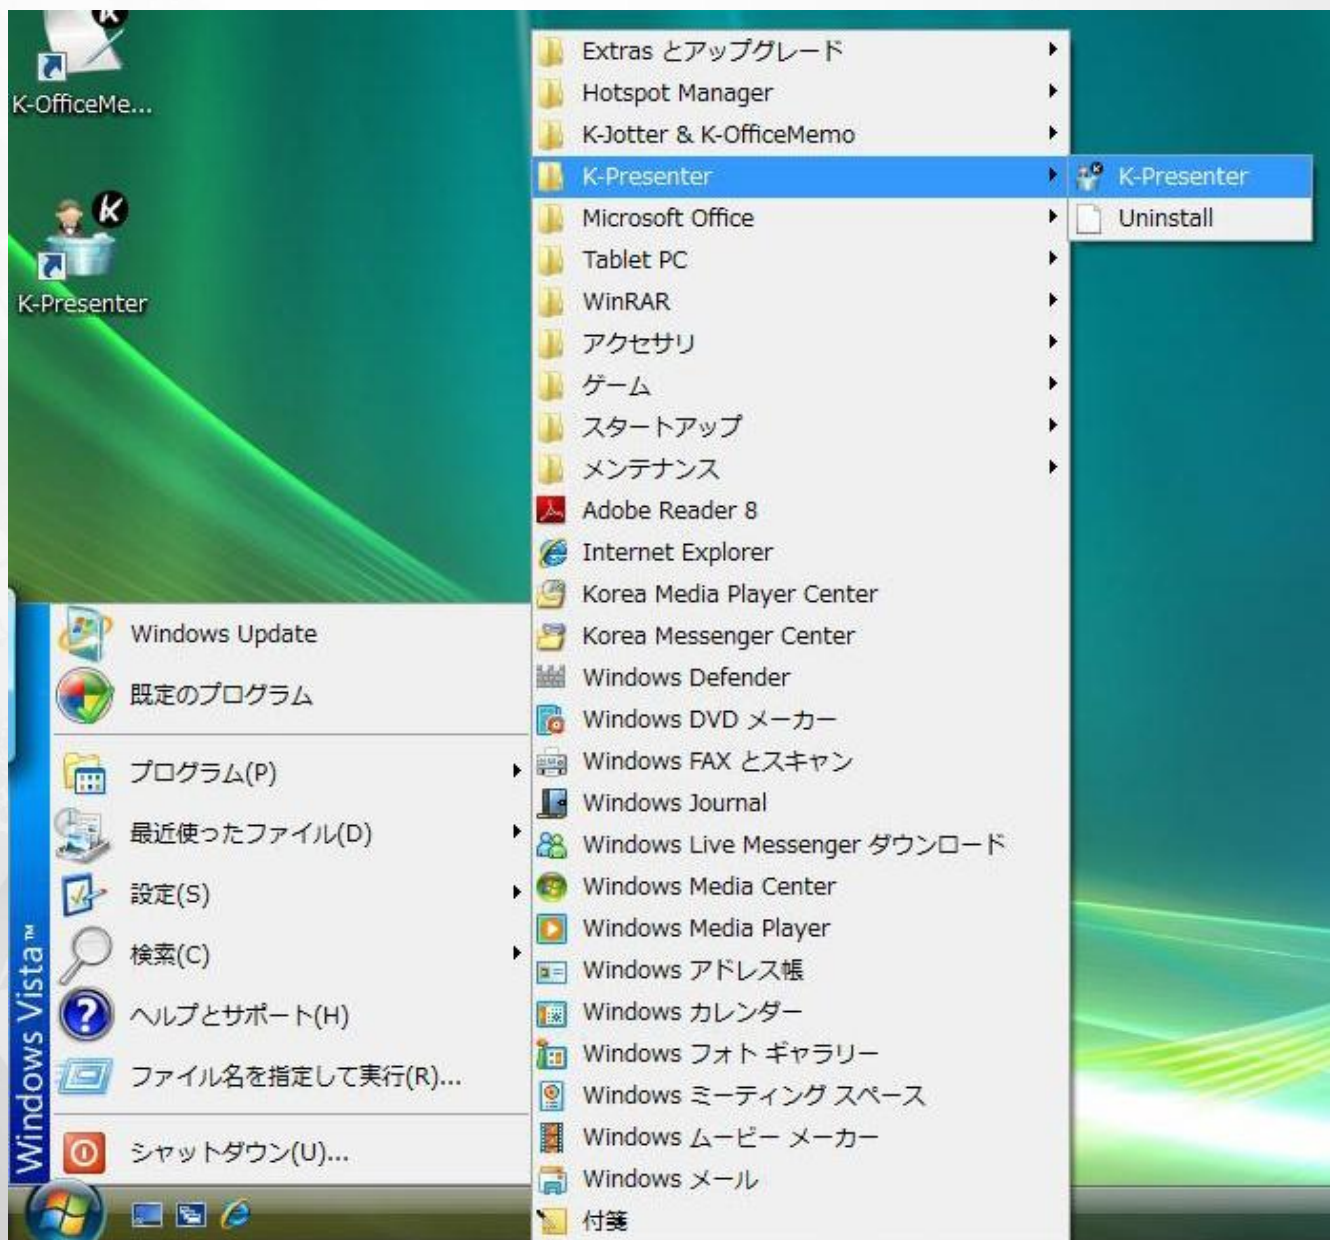 K-OfficeMe...
K-Presenter
Extras とアップグレード
Hotspot Manager
K-Jotter & K-OfficeMemo
K-Presenter
Microsoft Office
Tablet PC
WinRAR
アクセサリ
ゲーム
スタートアップ
メンテナンス
Adobe Reader 8
Internet Explorer
Korea Media Player Center
Korea Messenger Center
Windows Defender
Windows DVD メーカー
Windows FAX とスキャン
Windows Journal
Windows Live Messenger ダウンロード
Windows Media Center
Windows Media Player
Windows アドレス帳
Windows カレンダー
Windows フォト ギャラリー
Windows ミーティング スペース
Windows ムービー メーカー
Windows メール
付箋
K-Presenter
Uninstall
Windows Update
既定のプログラム
プログラム(P)
最近使ったファイル(D)
設定(S)
検索(C)
ヘルプとサポート(H)
ファイル名を指定して実行(R)...
シャットダウン(U)...
Windows Vista™